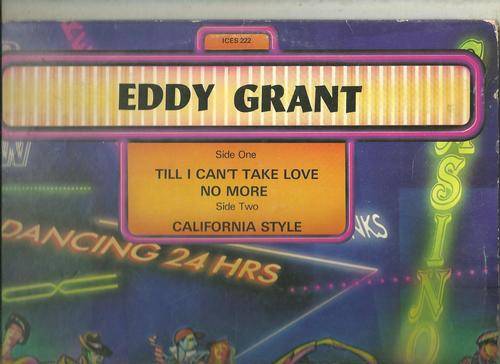 ICES 222
EDDY GRANT
Side One
TILL I CAN'T TAKE LOVE
NO MORE
Side Two
CALIFORNIA STYLE
DANCING 24 HRS
CASINO